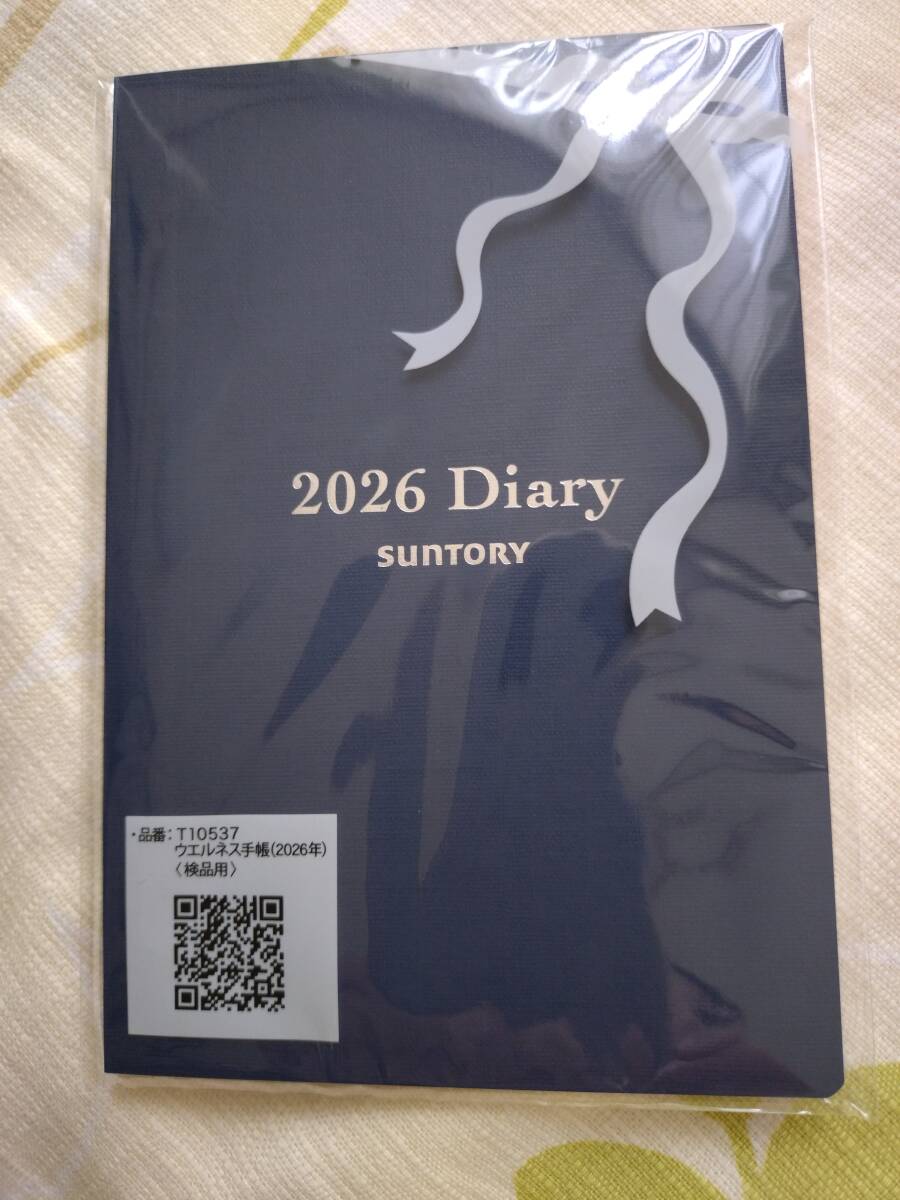 2026 Diary
SUNTORY
・品番：T10537
ウエルネス手帳(2026年)
〈検品用〉